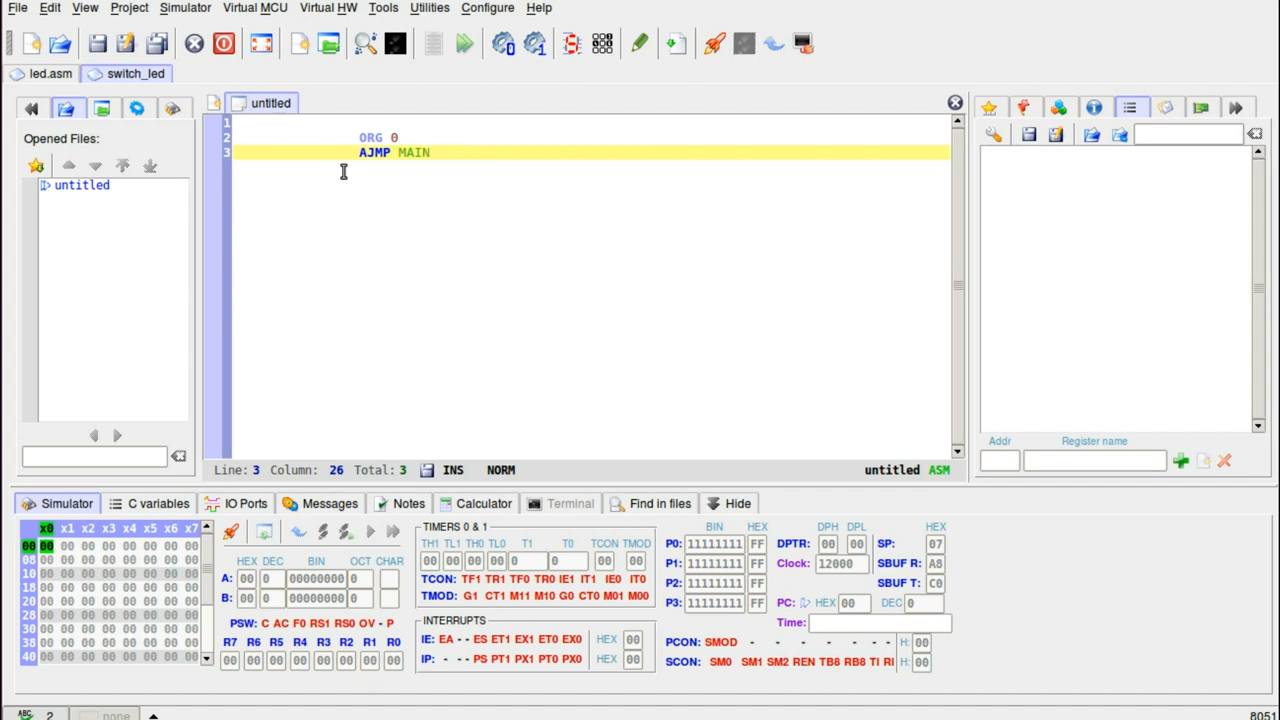 File Edit View Project Simulator Virtual MCU Virtual HW Tools Utilities Configure Help
led.asm switch_led
untitled
Opened Files:
untitled
1
2 ORG 0
3 AJMP MAIN
Line: 3 Column: 26 Total: 3 INS NORM untitled ASM
Addr Register name
Simulator C variables IO Ports Messages Notes Calculator Terminal Find in files Hide
x0 x1 x2 x3 x4 x5 x6 x7
00 00 00 00 00 00 00 00 00
08 00 00 00 00 00 00 00 00
10 00 00 00 00 00 00 00 00
18 00 00 00 00 00 00 00 00
20 00 00 00 00 00 00 00 00
28 00 00 00 00 00 00 00 00
30 00 00 00 00 00 00 00 00
38 00 00 00 00 00 00 00 00
40 00 00 00 00 00 00 00 00
HEX DEC BIN OCT CHAR
A: 00 0 00000000 0
B: 00 0 00000000 0
PSW: C AC F0 RS1 RS0 OV - P
R7 R6 R5 R4 R3 R2 R1 R0
00 00 00 00 00 00 00 00
TIMERS 0 & 1
TH1 TL1 TH0 TL0 T1 T0 TCON TMOD
00 00 00 00 0 0 00 00
TCON: TF1 TR1 TF0 TR0 IE1 IT1 IE0 IT0
TMOD: G1 CT1 M11 M10 G0 CT0 M01 M00
INTERRUPTS
IE: EA - - ES ET1 EX1 ET0 EX0 HEX 00
IP: - - - PS PT1 PX1 PT0 PX0 HEX 00
BIN HEX
P0: 11111111 FF
P1: 11111111 FF
P2: 11111111 FF
P3: 11111111 FF
DPH DPL HEX
DPTR: 00 00 SP: 07
Clock: 12000 SBUF R: A8
SBUF T: C0
PC: HEX 00 DEC 0
Time:
PCON: SMOD - - - - - - - H: 00
SCON: SM0 SM1 SM2 REN TB8 RB8 TI RI H: 00
ABC 2 none 8051